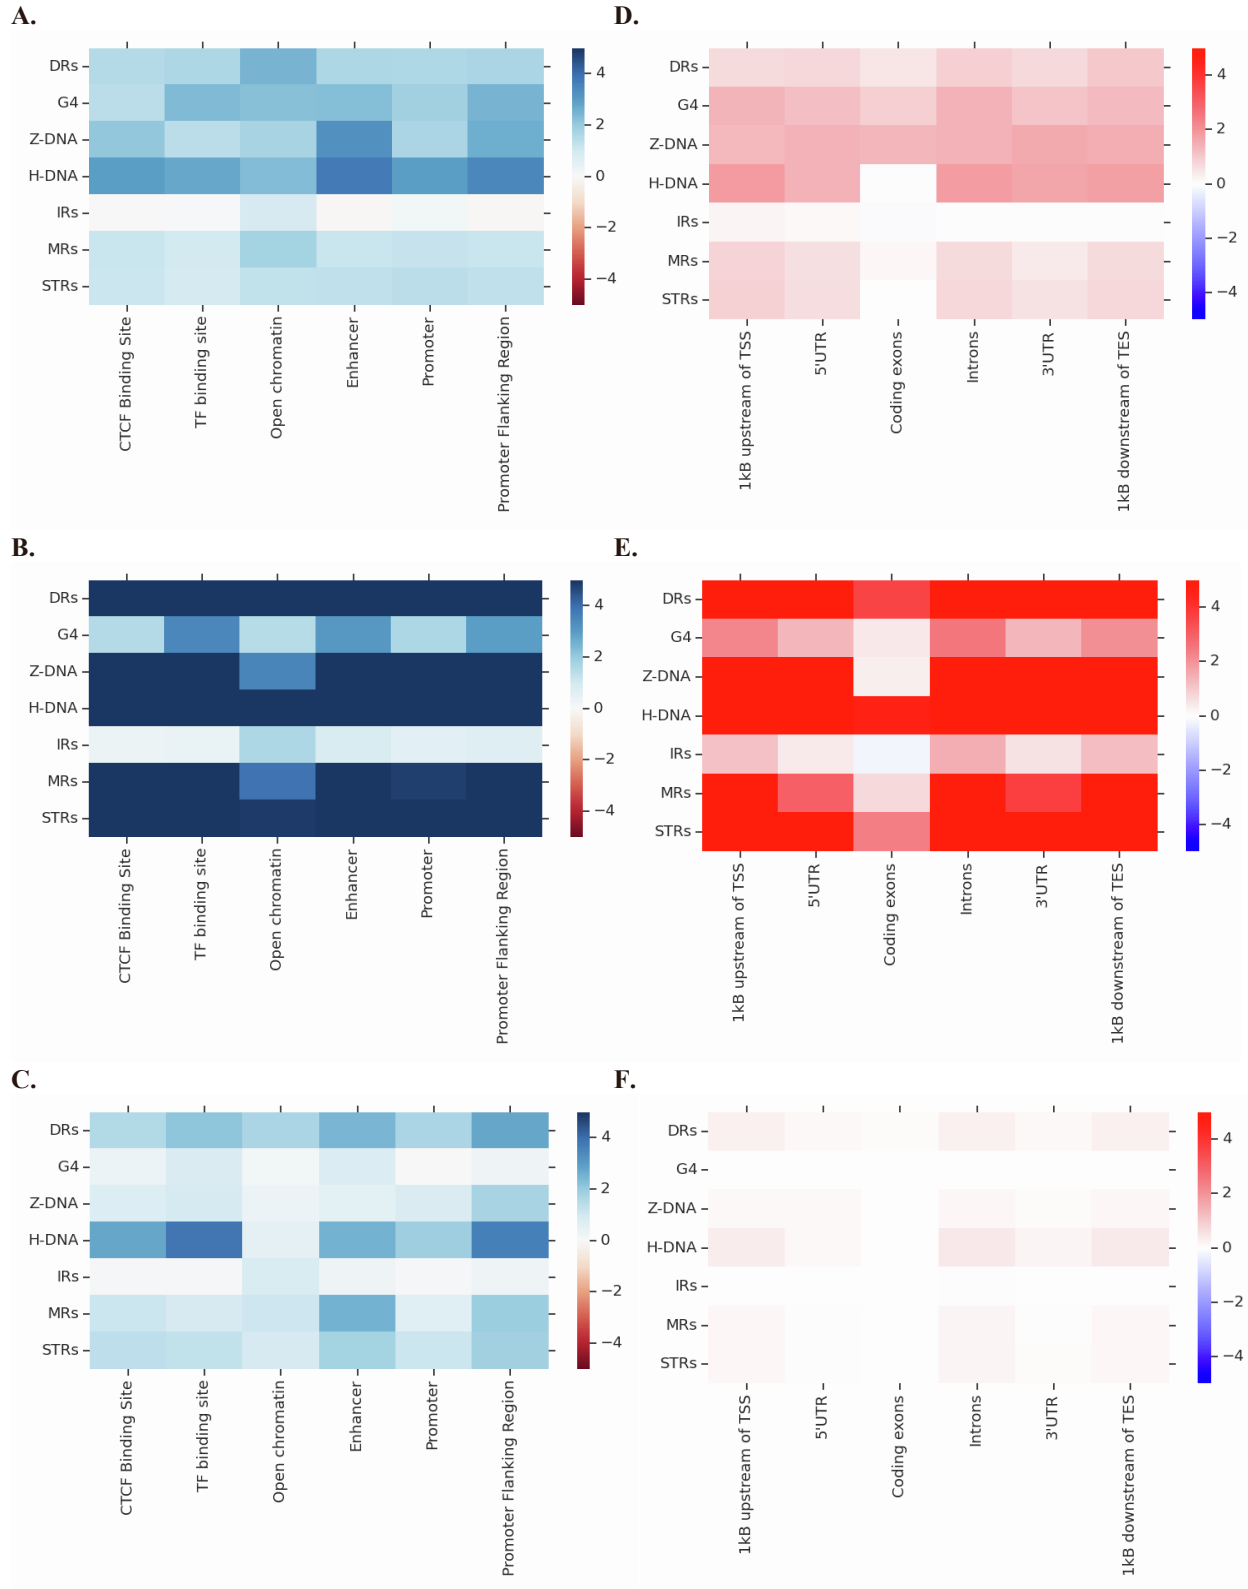 A.
DRs
G4
Z-DNA
H-DNA
IRs
MRs
STRs
CTCF Binding Site
TF binding site
Open chromatin
Enhancer
Promoter
Promoter Flanking Region
4
2
0
−2
−4
D.
DRs
G4
Z-DNA
H-DNA
IRs
MRs
STRs
1kB upstream of TSS
5'UTR
Coding exons
Introns
3'UTR
1kB downstream of TES
4
2
0
−2
−4
B.
DRs
G4
Z-DNA
H-DNA
IRs
MRs
STRs
CTCF Binding Site
TF binding site
Open chromatin
Enhancer
Promoter
Promoter Flanking Region
4
2
0
−2
−4
E.
DRs
G4
Z-DNA
H-DNA
IRs
MRs
STRs
1kB upstream of TSS
5'UTR
Coding exons
Introns
3'UTR
1kB downstream of TES
4
2
0
−2
−4
C.
DRs
G4
Z-DNA
H-DNA
IRs
MRs
STRs
CTCF Binding Site
TF binding site
Open chromatin
Enhancer
Promoter
Promoter Flanking Region
4
2
0
−2
−4
F.
DRs
G4
Z-DNA
H-DNA
IRs
MRs
STRs
1kB upstream of TSS
5'UTR
Coding exons
Introns
3'UTR
1kB downstream of TES
4
2
0
−2
−4